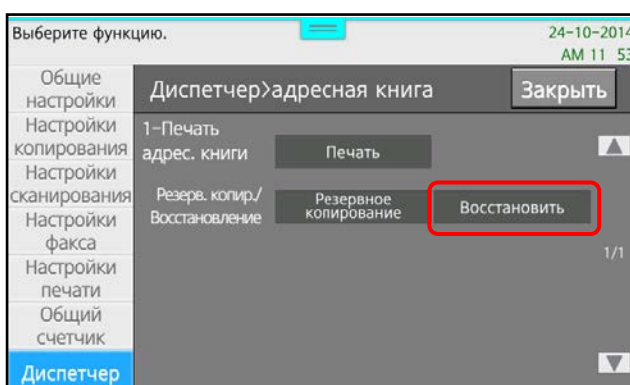 Выберите функцию.
24-10-2014
AM 11 53
Общие
настройки
Настройки
копирования
Настройки
сканирования
Настройки
факса
Настройки
печати
Общий
счетчик
Диспетчер
Диспетчер>адресная книга
Закрыть
1-Печать
адрес. книги
Печать
Резерв. копир./
Восстановление
Резервное
копирование
Восстановить
1/1